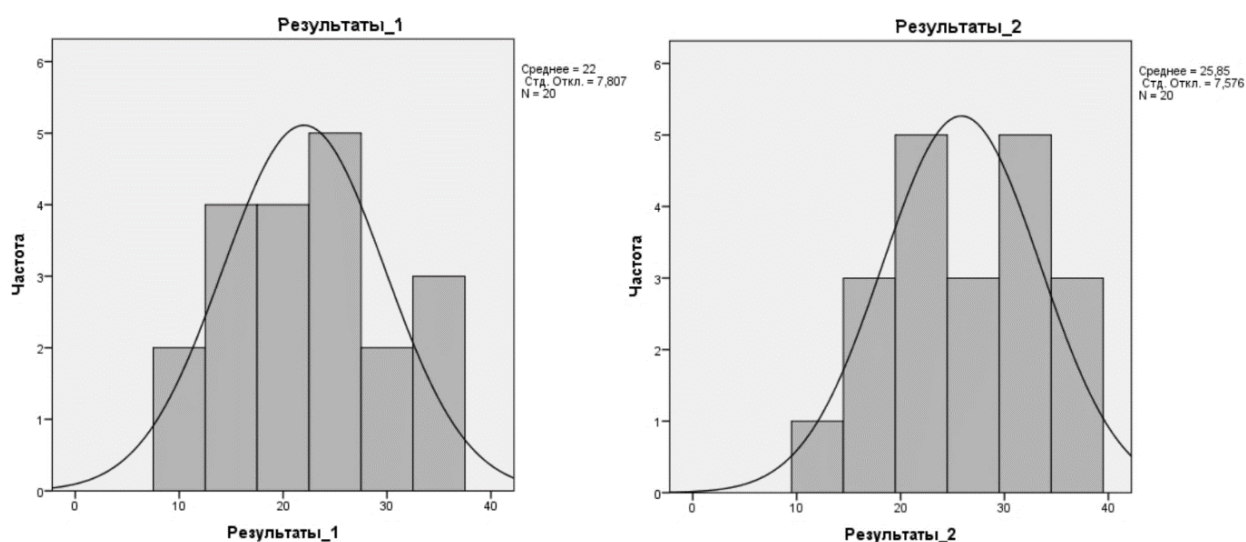 Результаты_1
Среднее = 22
Стд. Откл. = 7,807
N = 20
Частота
6
5
4
3
2
1
0
0 10 20 30 40
Результаты_1
Результаты_2
Среднее = 25,85
Стд. Откл. = 7,576
N = 20
Частота
6
5
4
3
2
1
0
0 10 20 30 40
Результаты_2